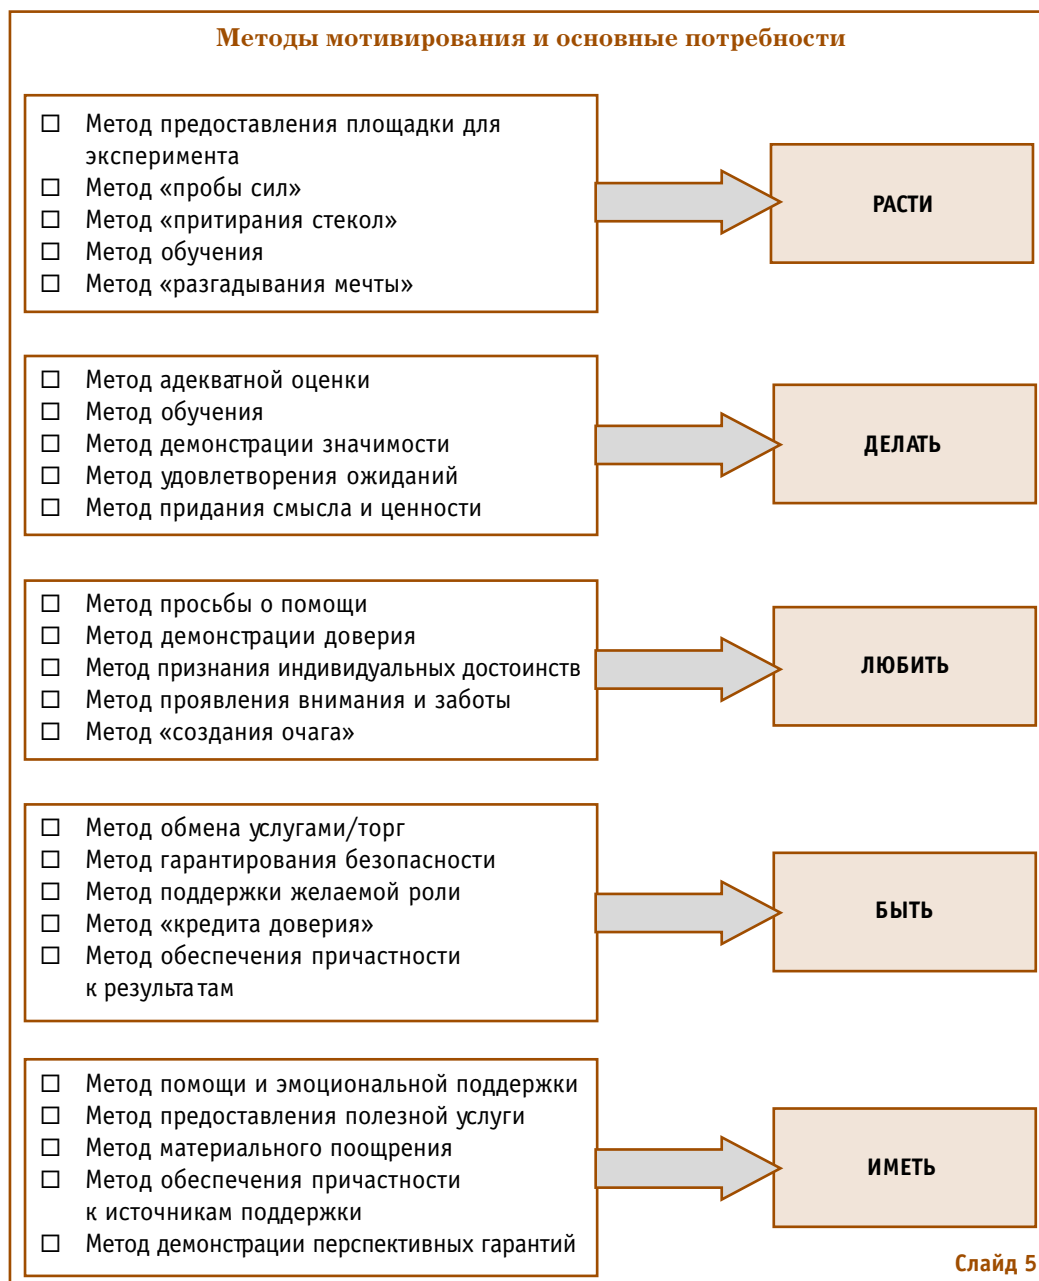 Методы мотивирования и основные потребности
Метод предоставления площадки для
эксперимента
Метод «пробы сил»
Метод «притирания стекол»
Метод обучения
Метод «разгадывания мечты»
РАСТИ
Метод адекватной оценки
Метод обучения
Метод демонстрации значимости
Метод удовлетворения ожиданий
Метод придания смысла и ценности
ДЕЛАТЬ
Метод просьбы о помощи
Метод демонстрации доверия
Метод признания индивидуальных достоинств
Метод проявления внимания и заботы
Метод «создания очага»
ЛЮБИТЬ
Метод обмена услугами/торг
Метод гарантирования безопасности
Метод поддержки желаемой роли
Метод «кредита доверия»
Метод обеспечения причастности
к результатам
БЫТЬ
Метод помощи и эмоциональной поддержки
Метод предоставления полезной услуги
Метод материального поощрения
Метод обеспечения причастности
к источникам поддержки
Метод демонстрации перспективных гарантий
ИМЕТЬ
Слайд 5